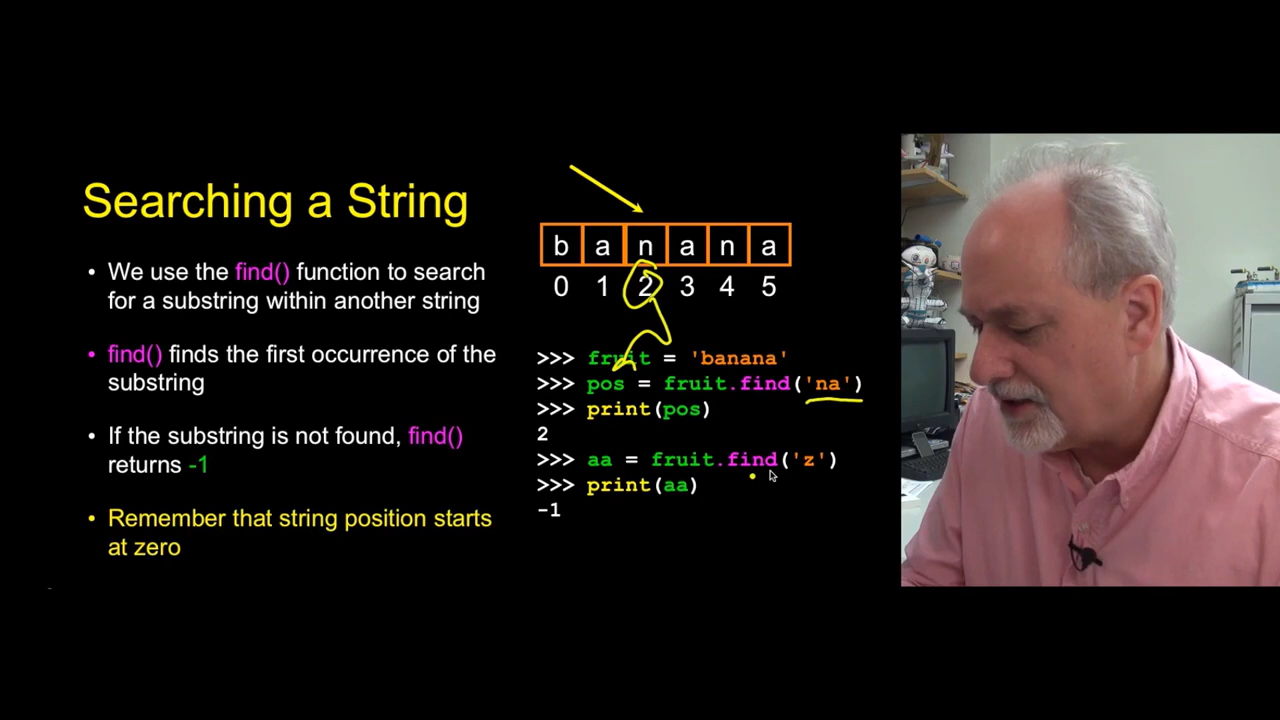 Searching a String
• We use the find() function to search
for a substring within another string
• find() finds the first occurrence of the
substring
• If the substring is not found, find()
returns -1
• Remember that string position starts
at zero
b a n a n a
0 1 2 3 4 5
>>> fruit = 'banana'
>>> pos = fruit.find('na')
>>> print(pos)
2
>>> aa = fruit.find('z')
>>> print(aa)
-1